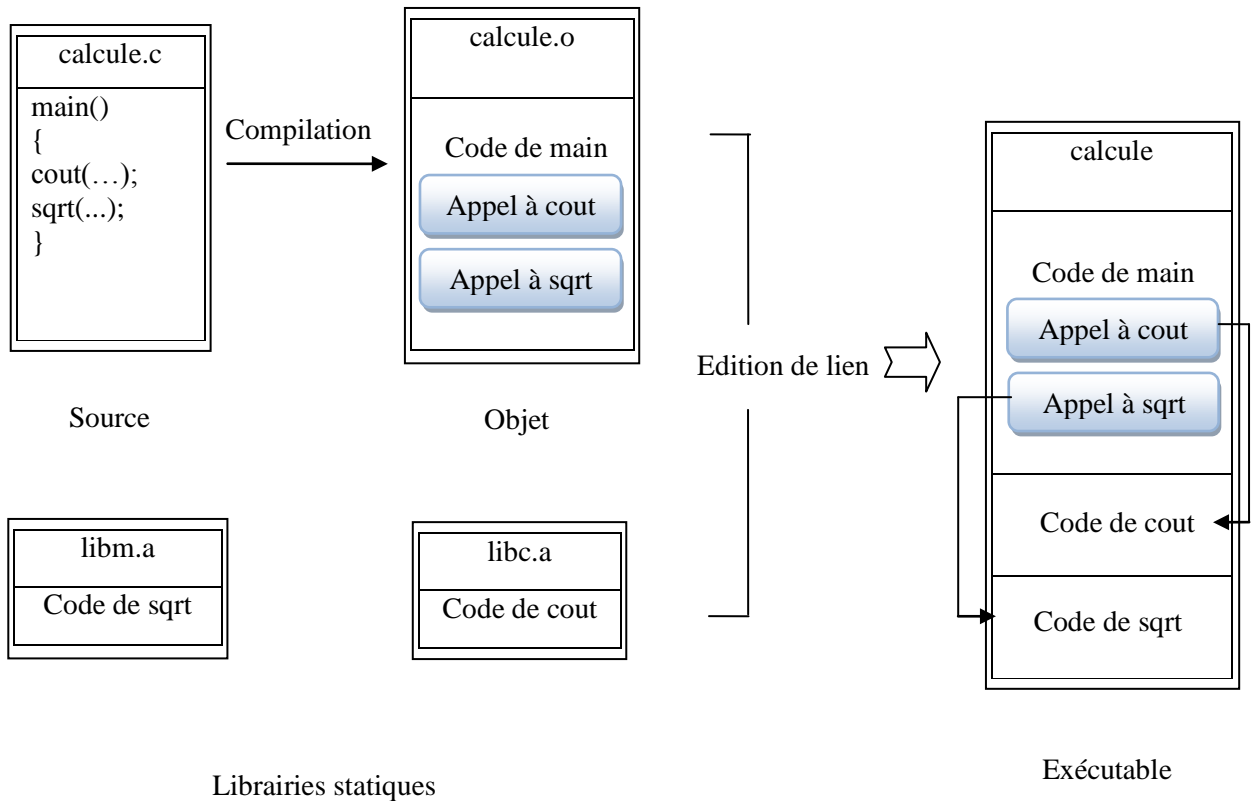 calcule.c
main()
{
cout(…);
sqrt(...);
}
Source
Compilation
calcule.o
Code de main
Appel à cout
Appel à sqrt
Objet
libm.a
Code de sqrt
libc.a
Code de cout
Librairies statiques
Edition de lien
calcule
Code de main
Appel à cout
Appel à sqrt
Code de cout
Code de sqrt
Exécutable